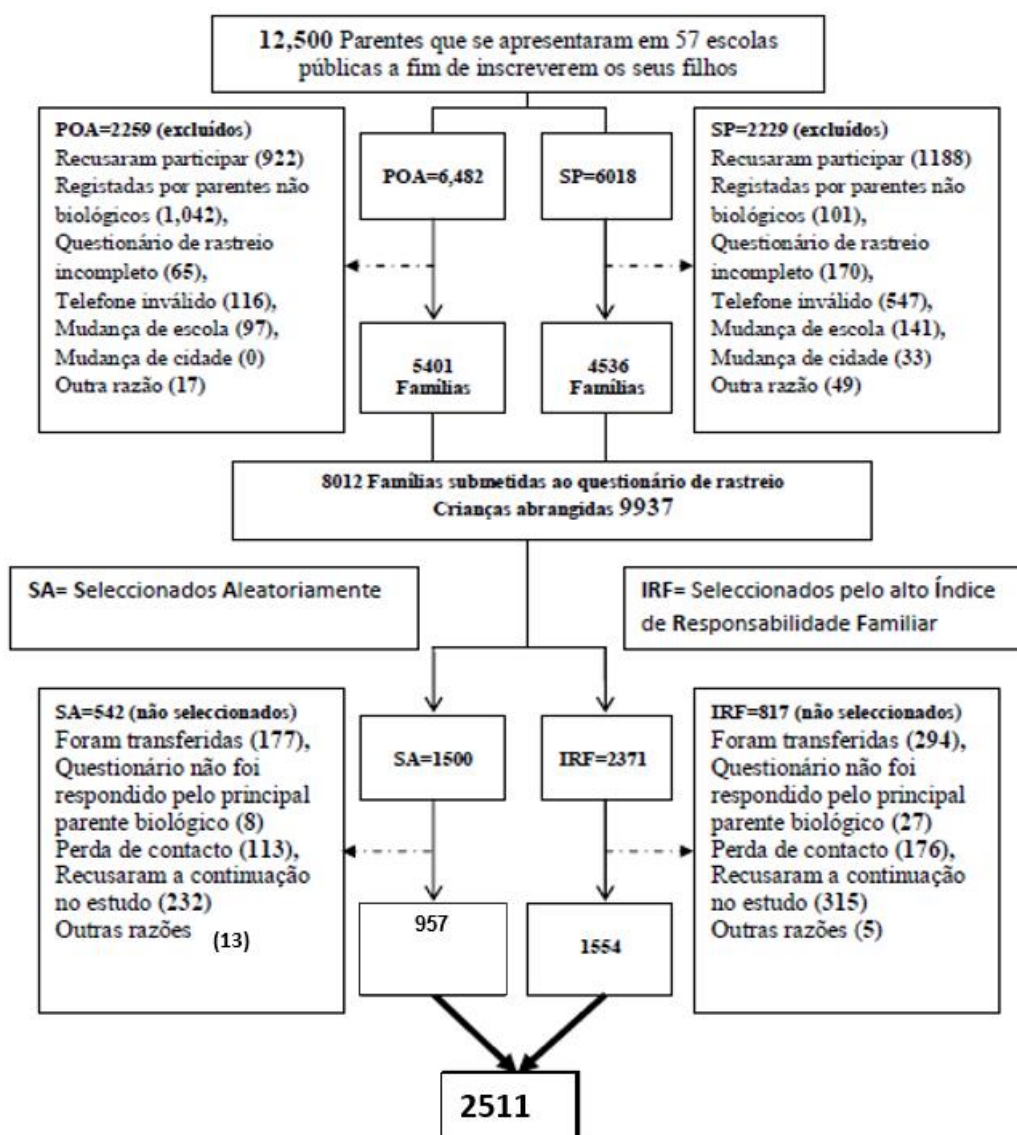 12,500 Parentes que se apresentaram em 57 escolas
públicas a fim de inscreverem os seus filhos
POA=2259 (excluídos)
Recusaram participar (922)
Registadas por parentes não
biológicos (1,042),
Questionário de rastreio
incompleto (65),
Telefone inválido (116),
Mudança de escola (97),
Mudança de cidade (0)
Outra razão (17)
POA=6,482
SP=6018
SP=2229 (excluídos)
Recusaram participar (1188)
Registadas por parentes não
biológicos (101),
Questionário de rastreio
incompleto (170),
Telefone inválido (547),
Mudança de escola (141),
Mudança de cidade (33)
Outra razão (49)
5401
Famílias
4536
Famílias
8012 Famílias submetidas ao questionário de rastreio
Crianças abrangidas 9937
SA= Seleccionados Aleatoriamente
IRF= Seleccionados pelo alto Índice
de Responsabilidade Familiar
SA=542 (não seleccionados)
Foram transferidas (177),
Questionário não foi
respondido pelo principal
parente biológico (8)
Perda de contacto (113),
Recusaram a continuação
no estudo (232)
Outras razões (13)
SA=1500
IRF=2371
IRF=817 (não seleccionados)
Foram transferidas (294),
Questionário não foi
respondido pelo principal
parente biológico (27)
Perda de contacto (176),
Recusaram a continuação
no estudo (315)
Outras razões (5)
957
1554
2511